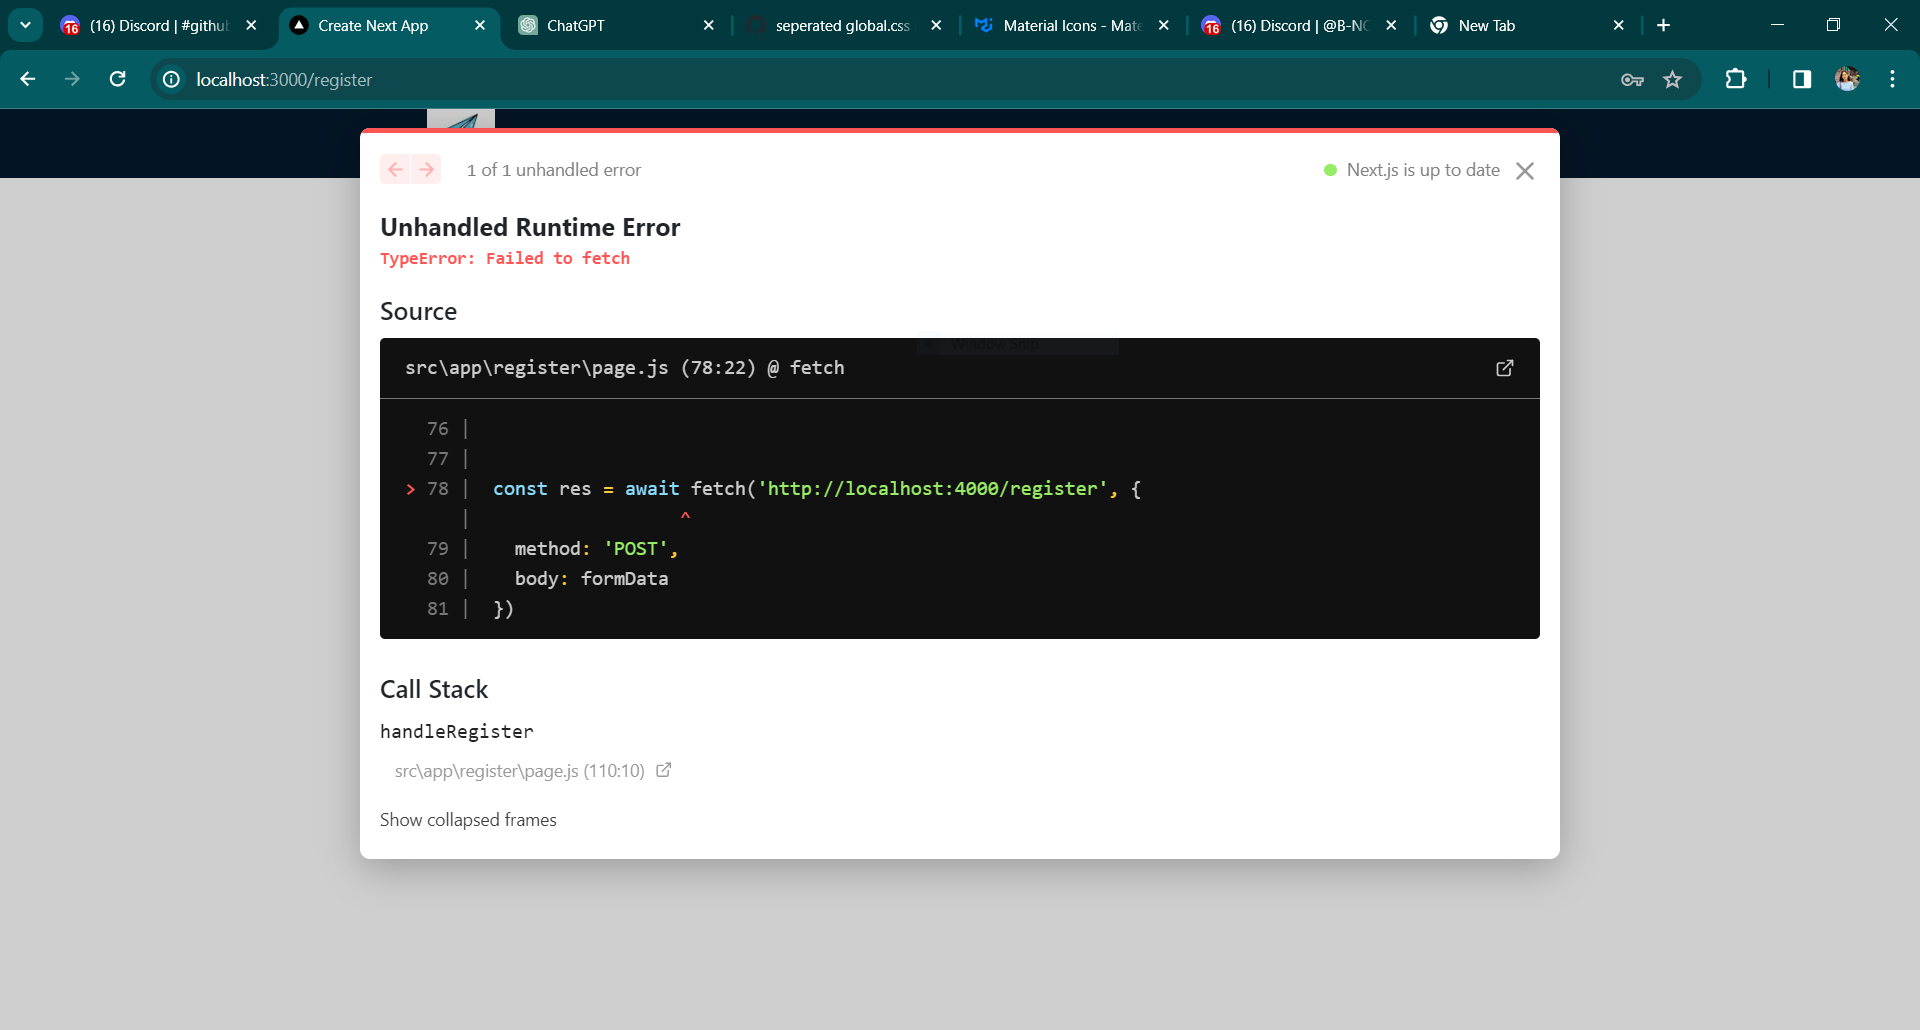 (16) Discord | #githu
Create Next App
ChatGPT
seperated global.css
Material Icons - Mate
(16) Discord | @B-NC
New Tab
localhost:3000/register
1 of 1 unhandled error
Next.js is up to date
Unhandled Runtime Error
TypeError: Failed to fetch
Source
Window Snip
src\app\register\page.js (78:22) @ fetch
76 |
77 |
> 78 | const res = await fetch('http://localhost:4000/register', {
| ^
79 | method: 'POST',
80 | body: formData
81 | })
Call Stack
handleRegister
src\app\register\page.js (110:10)
Show collapsed frames